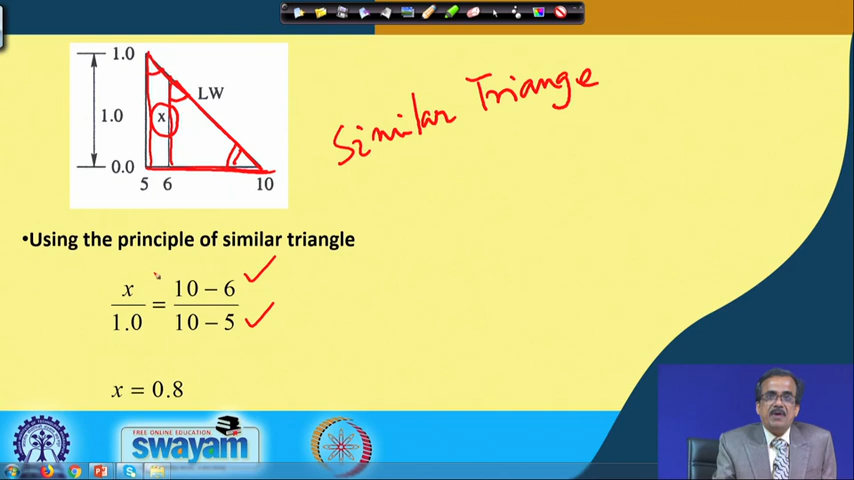 1.0
LW
1.0
x
0.0
5 6 10
Similar Triange
•Using the principle of similar triangle
x / 1.0 = 10 − 6 / 10 − 5
x = 0.8
FREE ONLINE EDUCATION
swayam